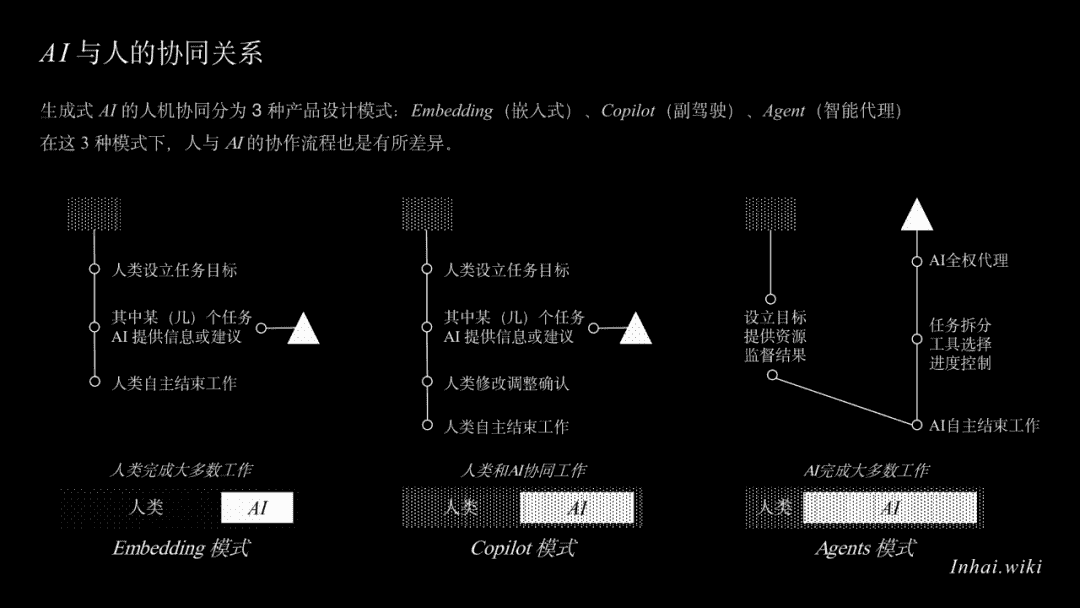 AI 与人的协同关系
生成式 AI 的人机协同分为 3 种产品设计模式：Embedding（嵌入式）、Copilot（副驾驶）、Agent（智能代理）
在这 3 种模式下，人与 AI 的协作流程也是有所差异。
人类设立任务目标
其中某（儿）个任务
AI 提供信息或建议
人类自主结束工作
人类完成大多数工作
人类
AI
Embedding 模式
人类设立任务目标
其中某（儿）个任务
AI 提供信息或建议
人类修改调整确认
人类自主结束工作
人类和AI协同工作
人类
AI
Copilot 模式
设立目标
提供资源
监督结果
AI全权代理
任务拆分
工具选择
进度控制
AI自主结束工作
AI完成大多数工作
人类
AI
Agents 模式
Inhai.wiki